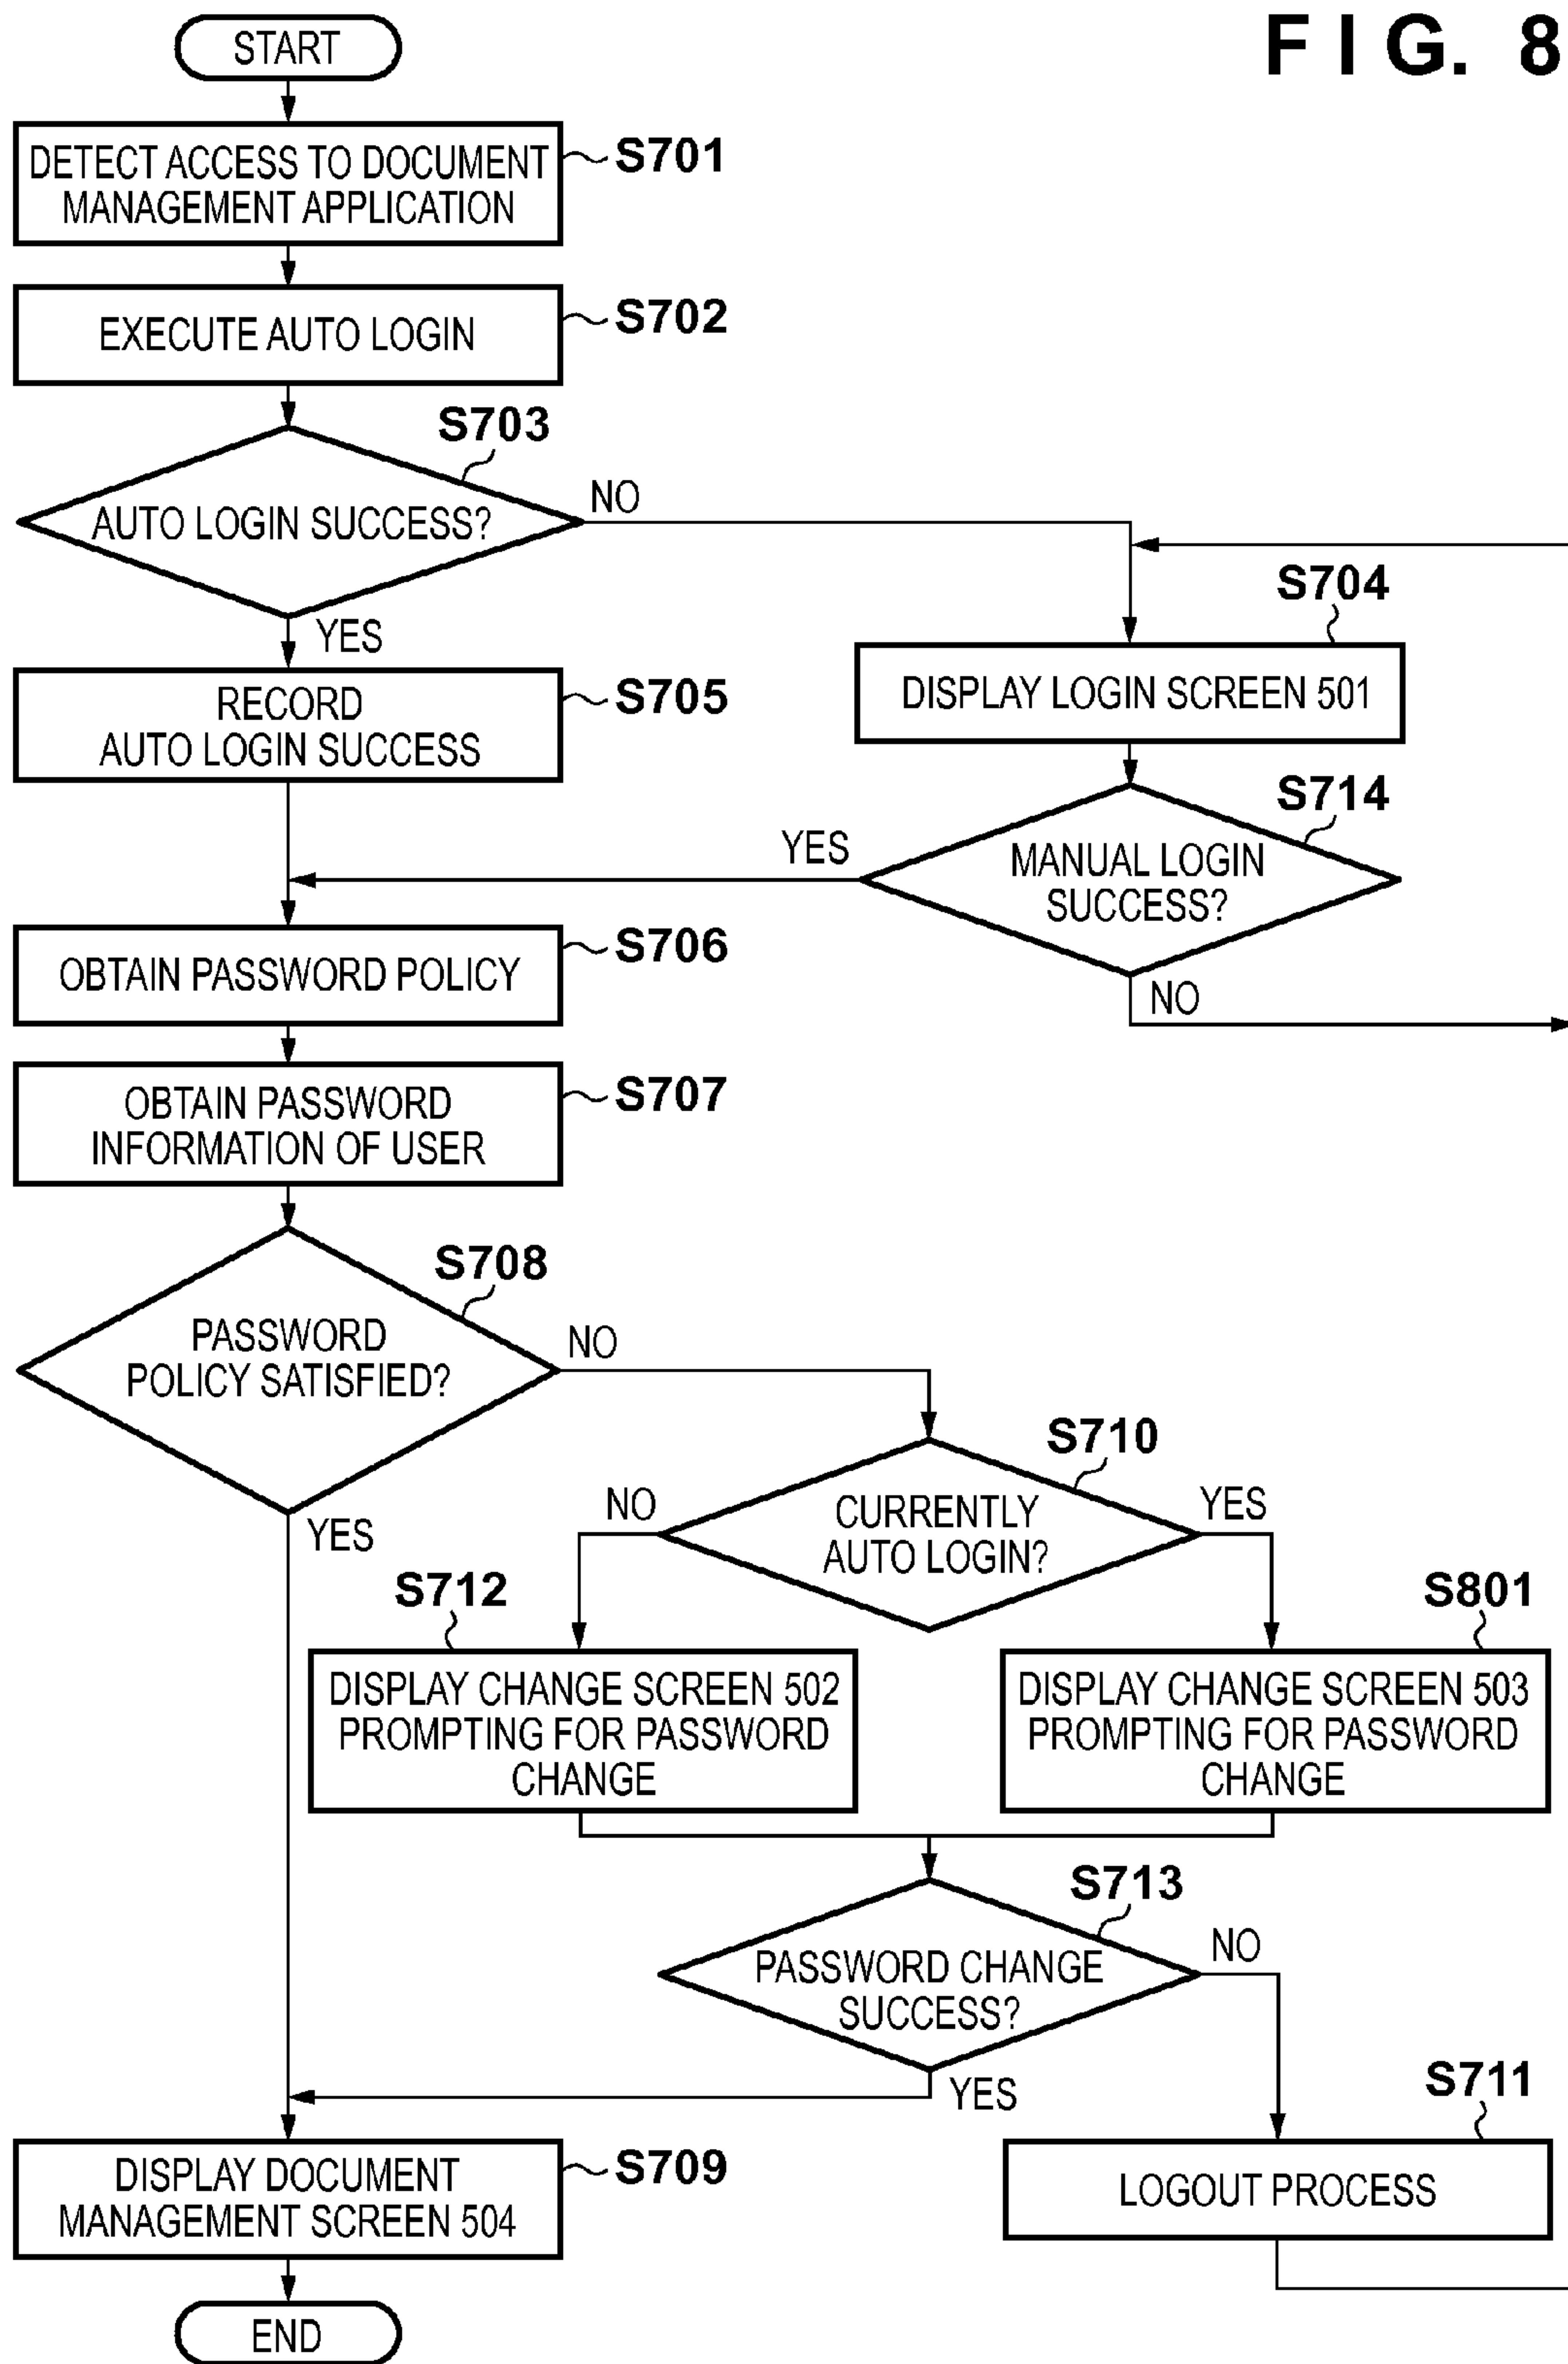 FIG. 8
START
DETECT ACCESS TO DOCUMENT
MANAGEMENT APPLICATION
S701
EXECUTE AUTO LOGIN
S702
S703
AUTO LOGIN SUCCESS?
NO
YES
S704
DISPLAY LOGIN SCREEN 501
RECORD
AUTO LOGIN SUCCESS
S705
S714
MANUAL LOGIN
SUCCESS?
YES
NO
OBTAIN PASSWORD POLICY
S706
OBTAIN PASSWORD
INFORMATION OF USER
S707
S708
PASSWORD
POLICY SATISFIED?
NO
YES
S710
CURRENTLY
AUTO LOGIN?
NO
YES
S712
DISPLAY CHANGE SCREEN 502
PROMPTING FOR PASSWORD
CHANGE
S801
DISPLAY CHANGE SCREEN 503
PROMPTING FOR PASSWORD
CHANGE
S713
PASSWORD CHANGE
SUCCESS?
NO
YES
S711
LOGOUT PROCESS
DISPLAY DOCUMENT
MANAGEMENT SCREEN 504
S709
END